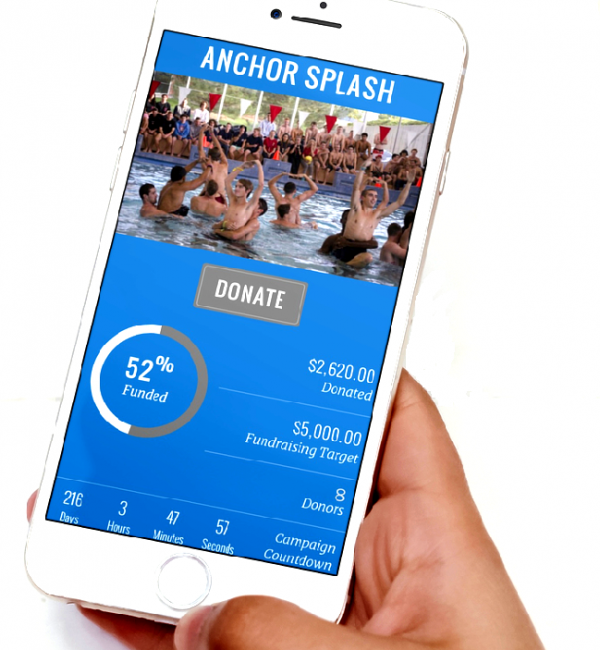 ANCHOR SPLASH
DONATE
52%
Funded
$2,620.00
Donated
$5,000.00
Fundraising Target
8
Donors
216
Days
3
Hours
47
Minutes
57
Seconds
Campaign
Countdown